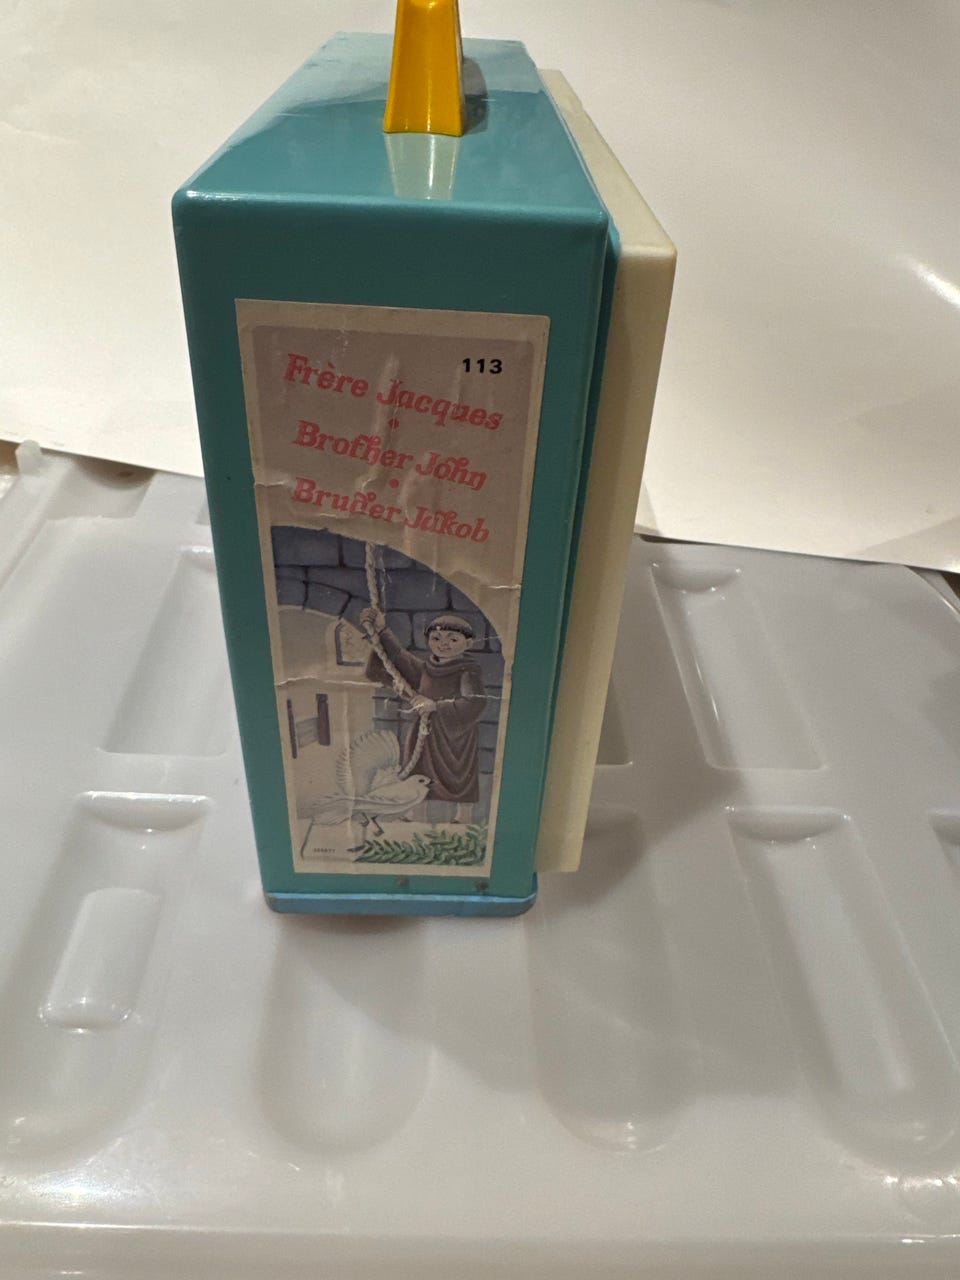 113
Frère Jacques
•
Brother John
•
Bruder Jakob